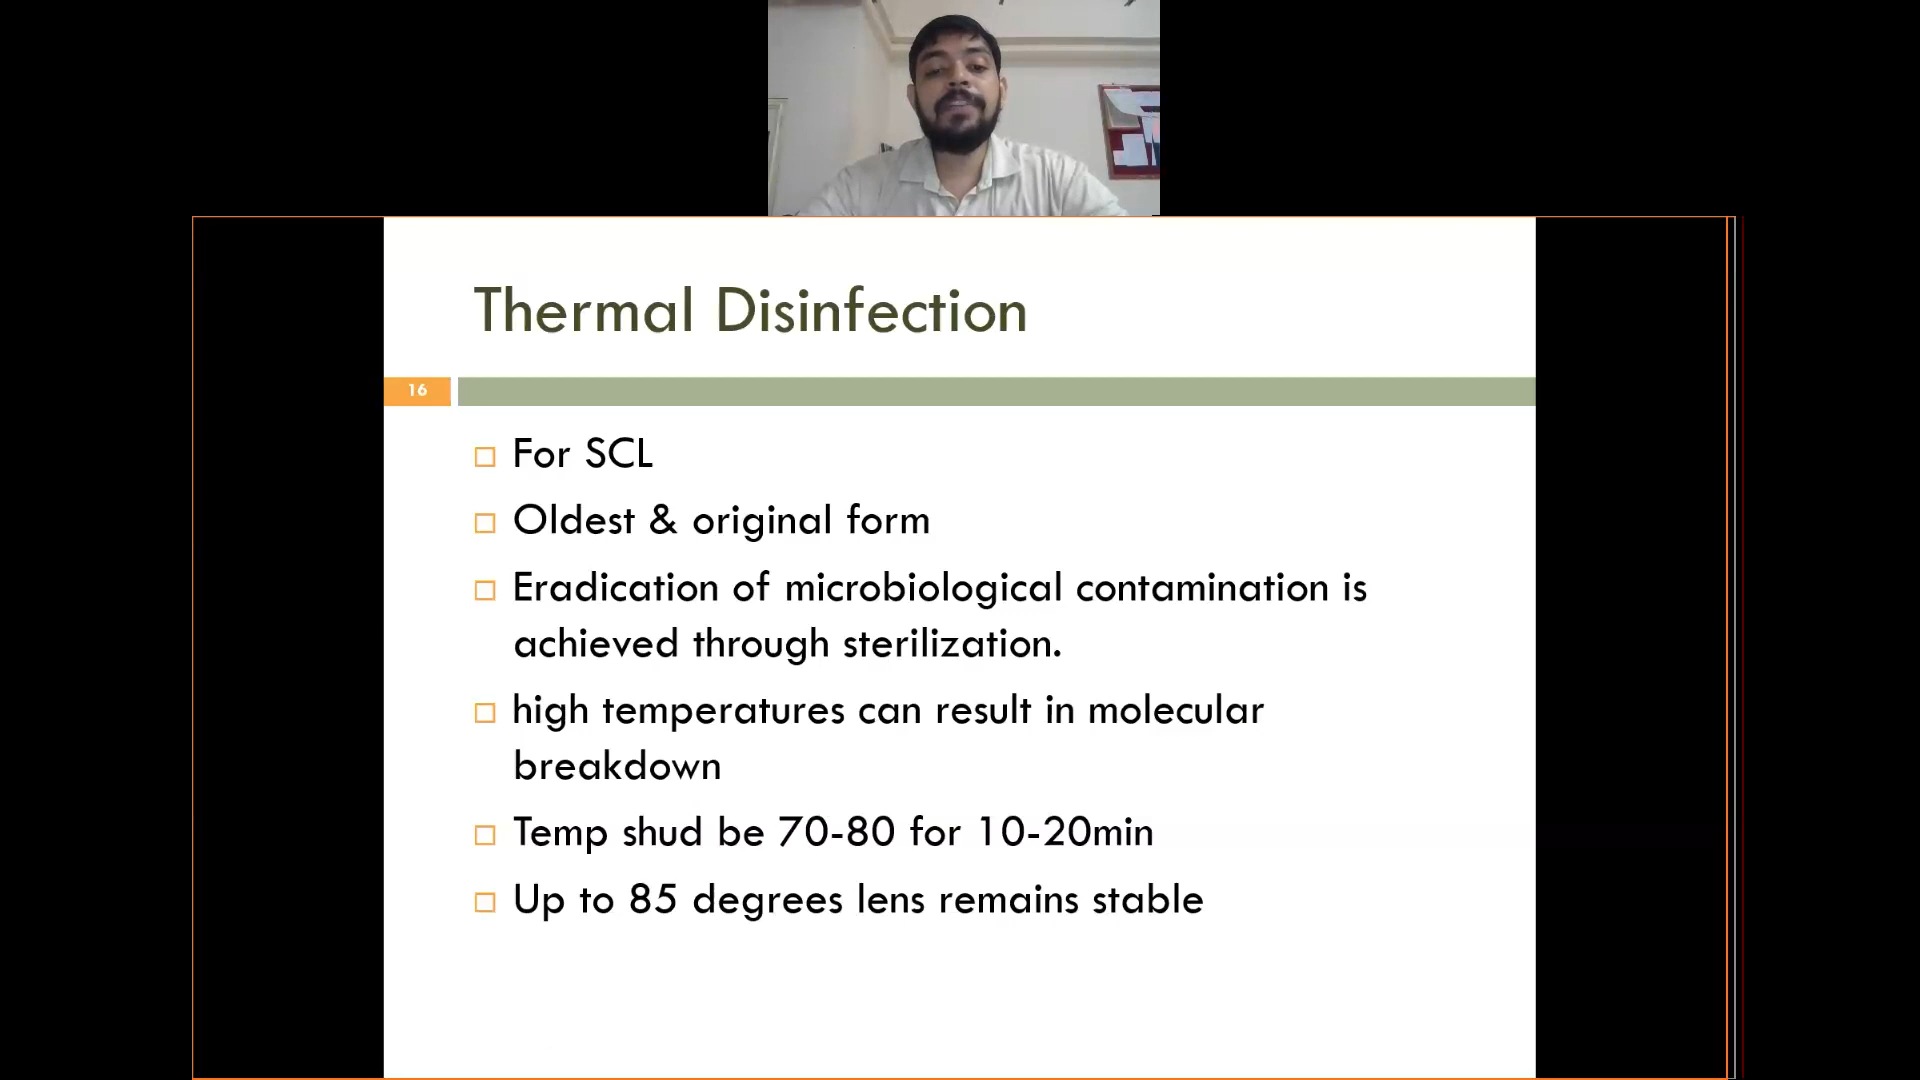 Thermal Disinfection
16
For SCL
Oldest & original form
Eradication of microbiological contamination is
achieved through sterilization.
high temperatures can result in molecular
breakdown
Temp shud be 70-80 for 10-20min
Up to 85 degrees lens remains stable